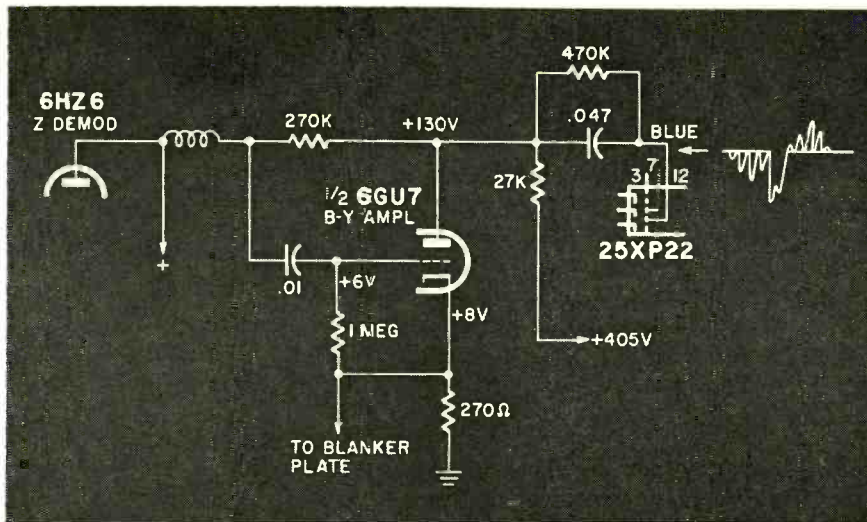 6HZ6
Z DEMOD
270K
+130V
470K
.047
BLUE
1/2 6GU7
B-Y AMPL
27K
3 7 12
25XP22
+
.01
+6V
+8V
1 MEG
+405V
270Ω
TO BLANKER
PLATE